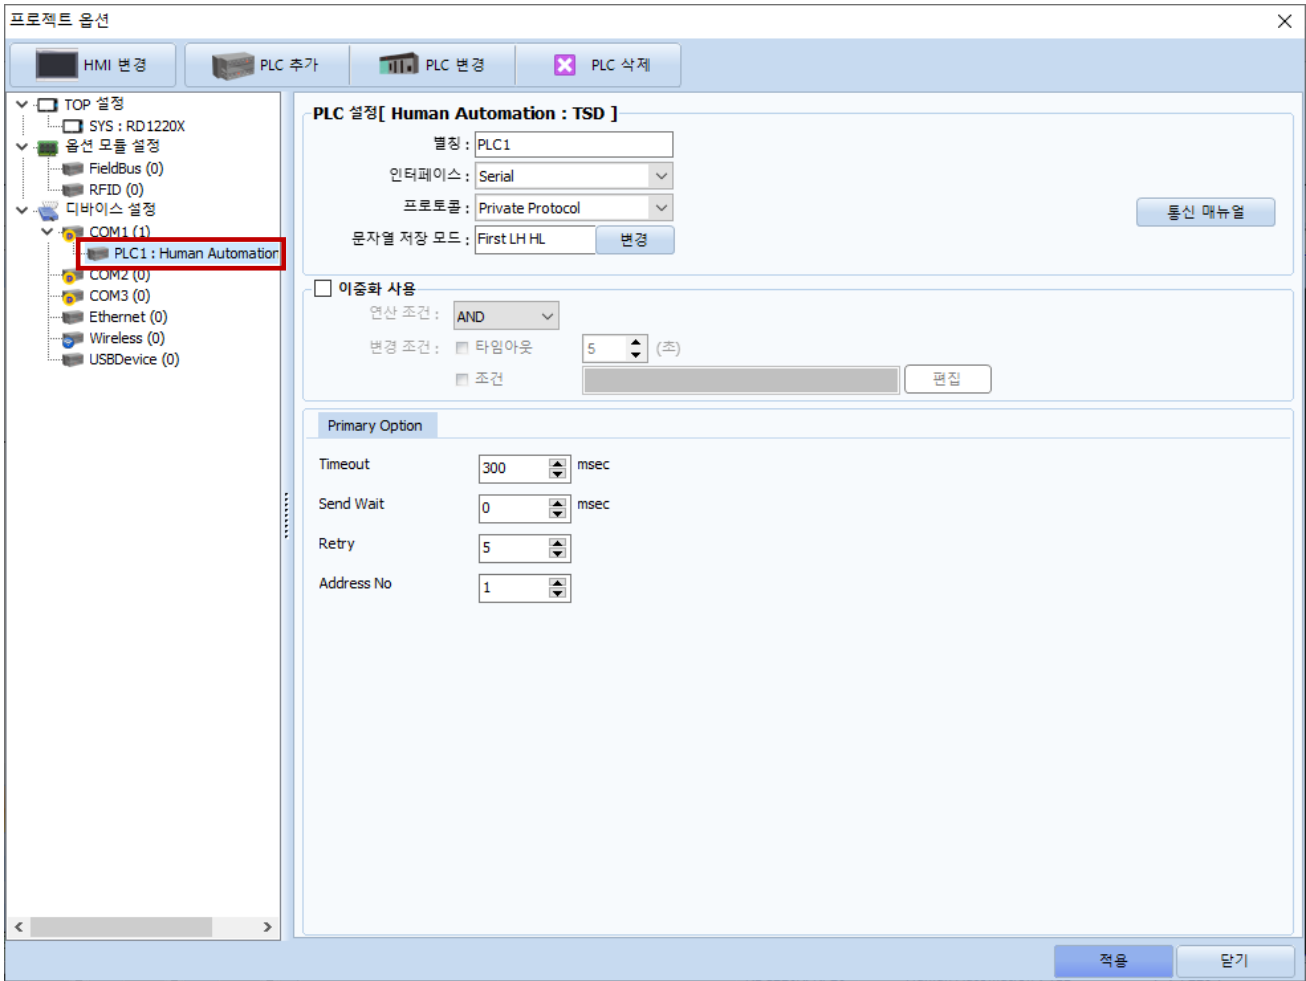 프로젝트 옵션
HMI 변경
PLC 추가
PLC 변경
PLC 삭제
TOP 설정
SYS : RD1220X
옵션 모듈 설정
FieldBus (0)
RFID (0)
디바이스 설정
COM1 (1)
PLC1 : Human Automation
COM2 (0)
COM3 (0)
Ethernet (0)
Wireless (0)
USBDevice (0)
PLC 설정[ Human Automation : TSD ]
별칭 : PLC1
인터페이스 : Serial
프로토콜 : Private Protocol
통신 매뉴얼
문자열 저장 모드 : First LH HL 변경
이중화 사용
연산 조건 : AND
변경 조건 : 타임아웃 5 (초)
조건 편집
Primary Option
Timeout 300 msec
Send Wait 0 msec
Retry 5
Address No 1
적용 닫기